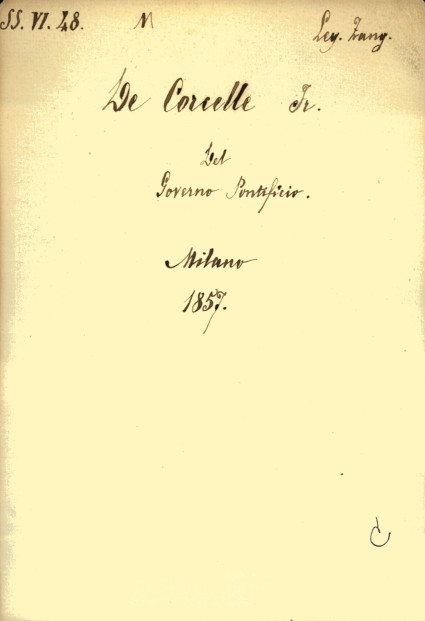 SS. VI. 48. M Leg. Zang.
De Corcelle Fr.
Del
Governo Pontificio.
Milano
1857.